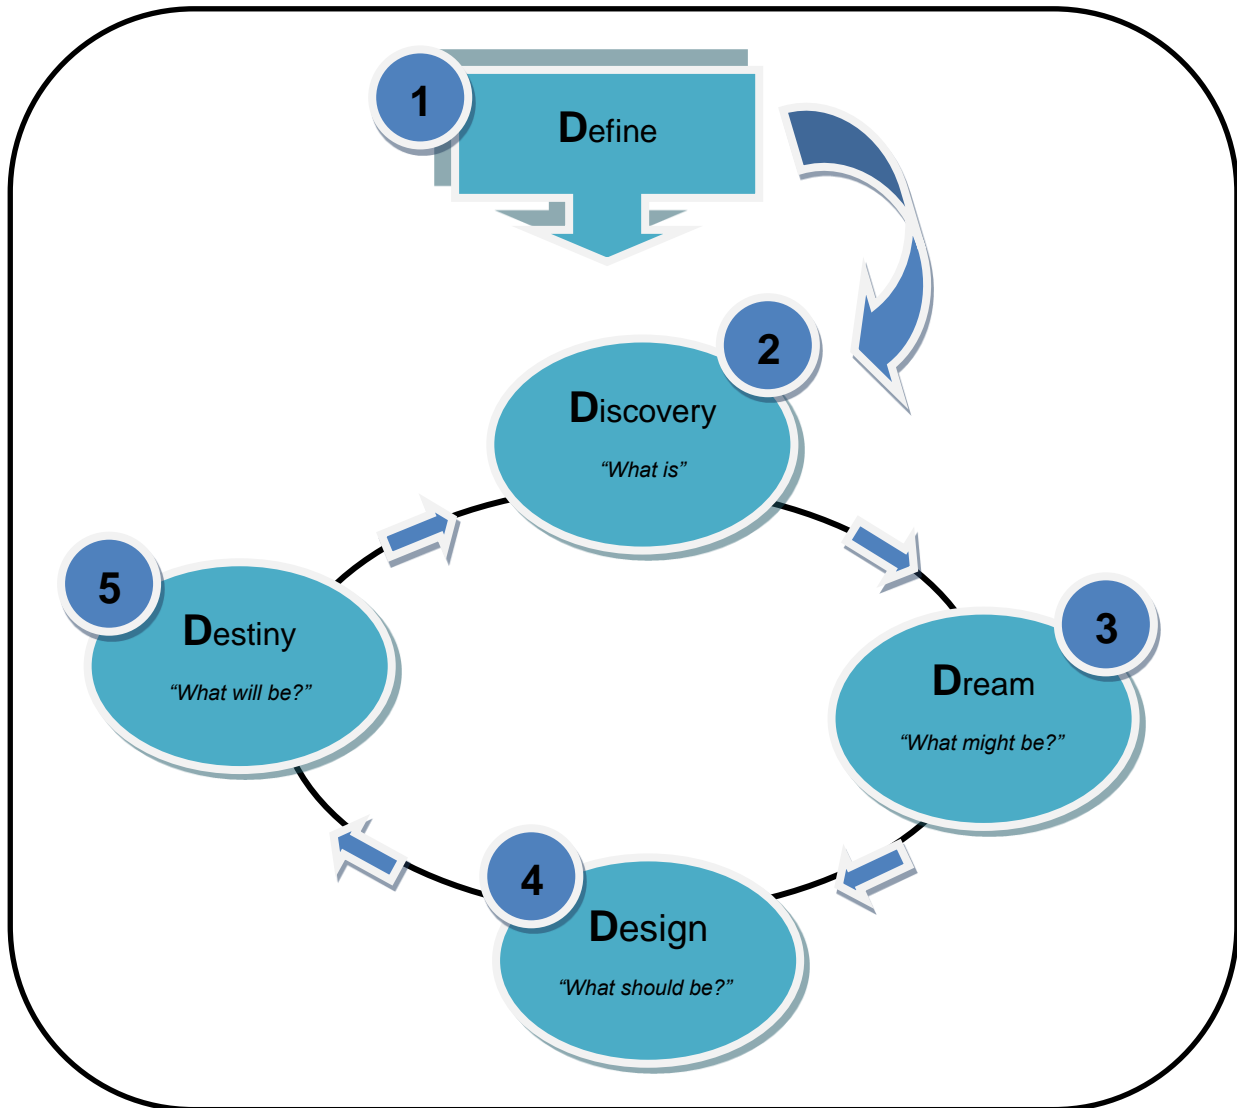 1
Define
2
Discovery
“What is”
3
Dream
“What might be?”
4
Design
“What should be?”
5
Destiny
“What will be?”